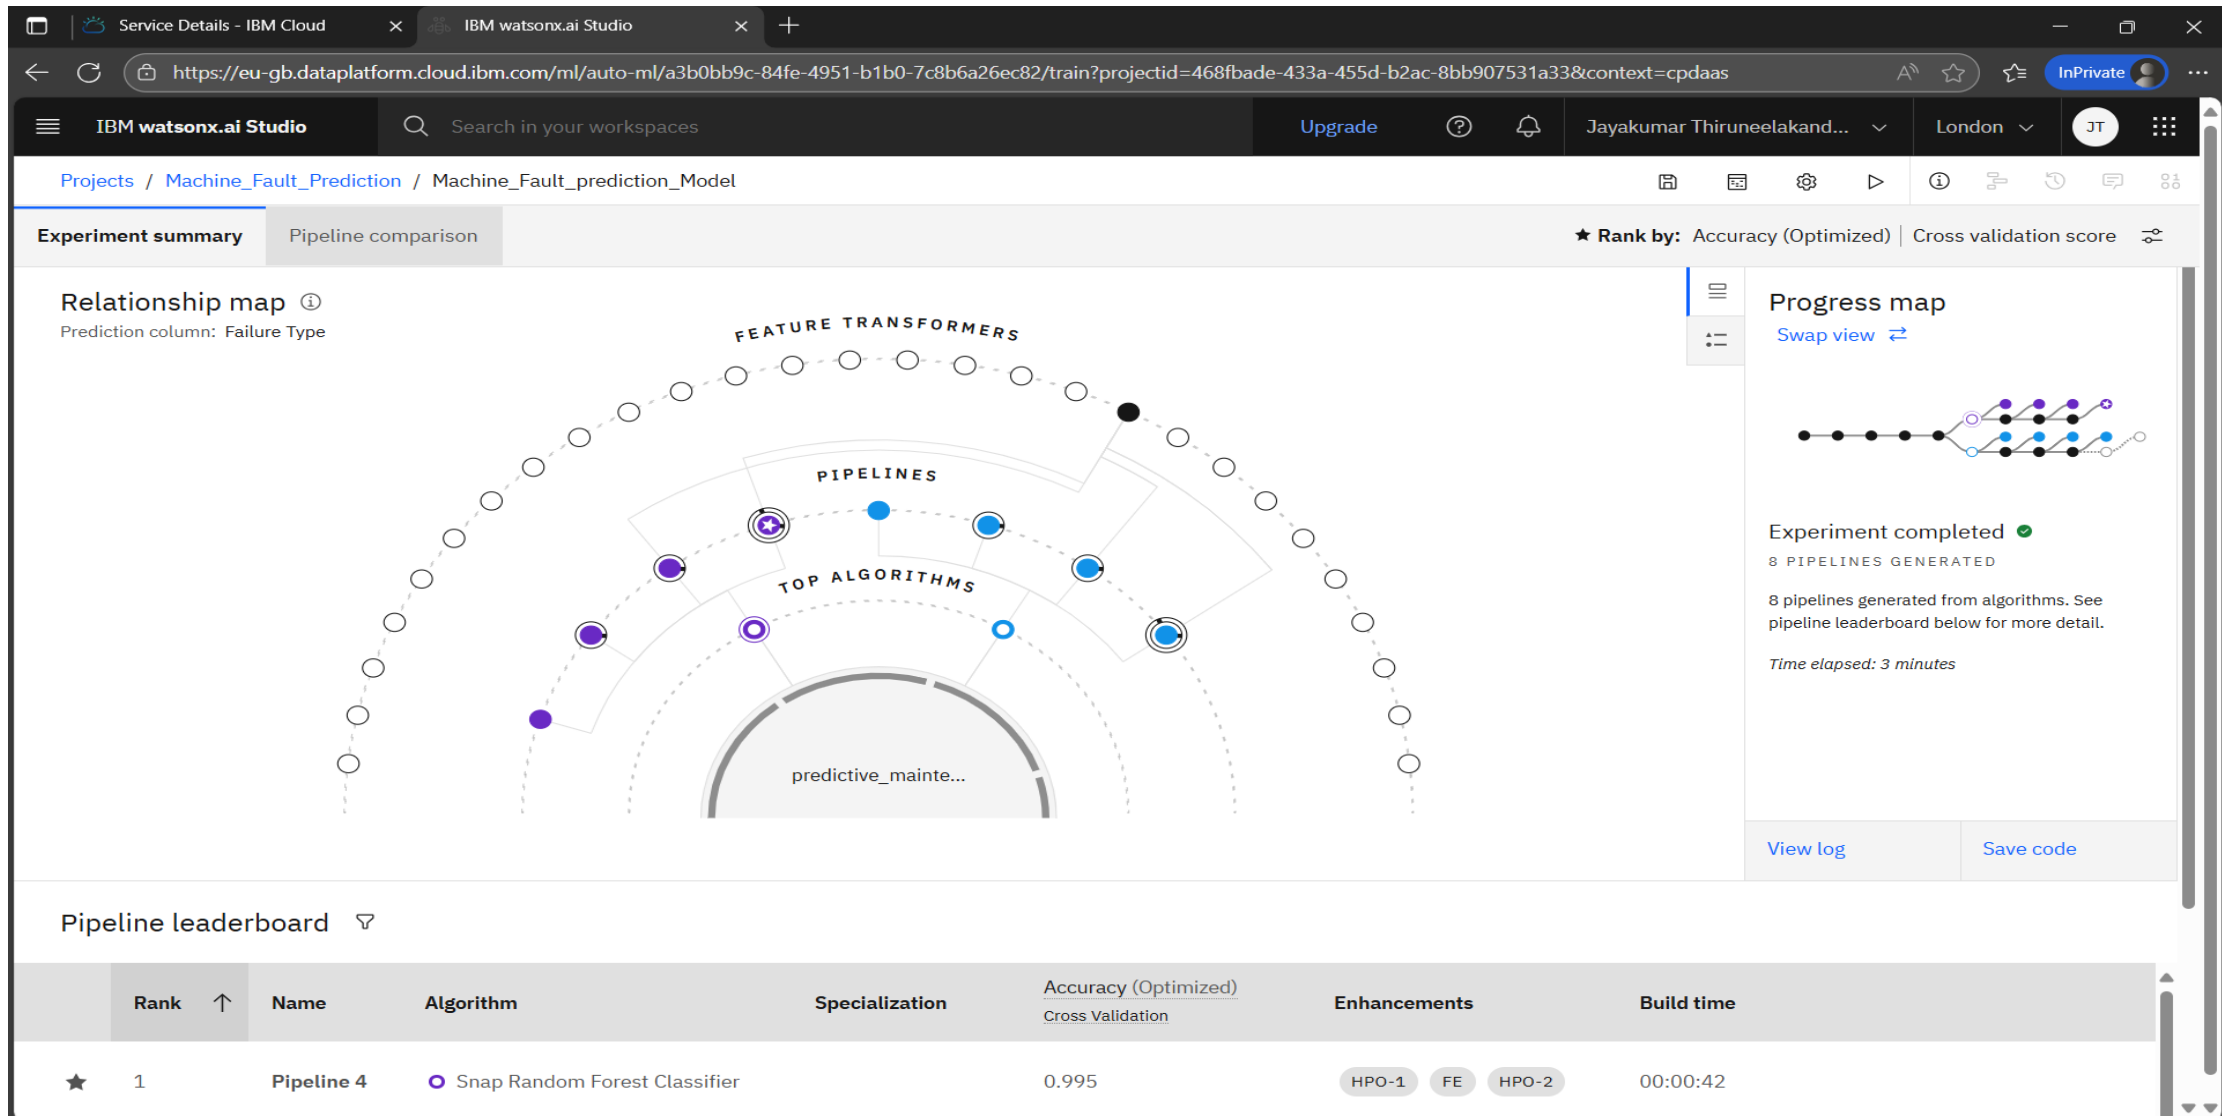 Service Details - IBM Cloud
IBM watsonx.ai Studio
https://eu-gb.dataplatform.cloud.ibm.com/ml/auto-ml/a3b0bb9c-84fe-4951-b1b0-7c8b6a26ec82/train?projectid=468fbade-433a-455d-b2ac-8bb907531a33&context=cpdaas
InPrivate
IBM watsonx.ai Studio
Search in your workspaces
Upgrade
Jayakumar Thiruneelakand...
London
JT
Projects / Machine_Fault_Prediction / Machine_Fault_prediction_Model
Experiment summary
Pipeline comparison
Rank by: Accuracy (Optimized) | Cross validation score
Relationship map
Prediction column: Failure Type
FEATURE TRANSFORMERS
PIPELINES
TOP ALGORITHMS
predictive_mainte...
Progress map
Swap view
Experiment completed
8 PIPELINES GENERATED
8 pipelines generated from algorithms. See
pipeline leaderboard below for more detail.
Time elapsed: 3 minutes
View log
Save code
Pipeline leaderboard
Rank Name Algorithm Specialization Accuracy (Optimized) Enhancements Build time
Cross Validation
1 Pipeline 4 Snap Random Forest Classifier 0.995 HPO-1 FE HPO-2 00:00:42